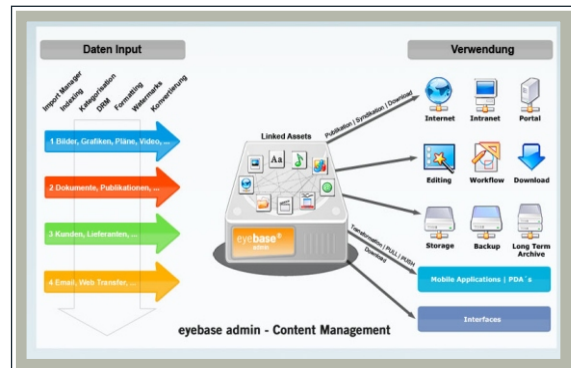 Daten Input
Verwendung
Import Manager
Indexing
Kategorisation
DRM
Formatting
Watermarks
Konvertierung
1 Bilder, Grafiken, Pläne, Video, ...
2 Dokumente, Publikationen, ...
3 Kunden, Lieferanten, ...
4 Email, Web Transfer, ...
Linked Assets
Aa
eyebase®
admin
Publikation | Syndikation | Download
Transformation | PULL | PUSH
Download
Internet
Intranet
Portal
Editing
Workflow
Download
Storage
Backup
Long Term
Archive
Mobile Applications | PDA´s
Interfaces
eyebase admin - Content Management